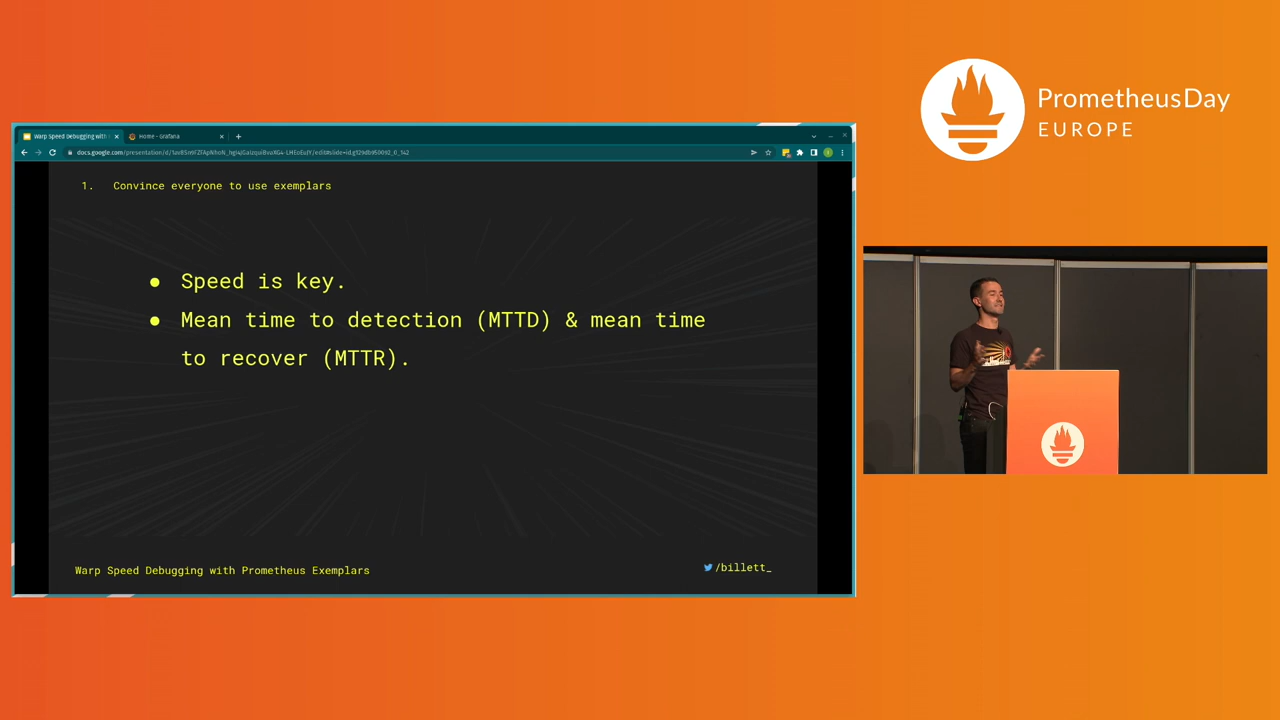 PrometheusDay
EUROPE
Warp Speed Debugging with
Home - Grafana
1. Convince everyone to use exemplars
● Speed is key.
● Mean time to detection (MTTD) & mean time
to recover (MTTR).
Warp Speed Debugging with Prometheus Exemplars
/billett_